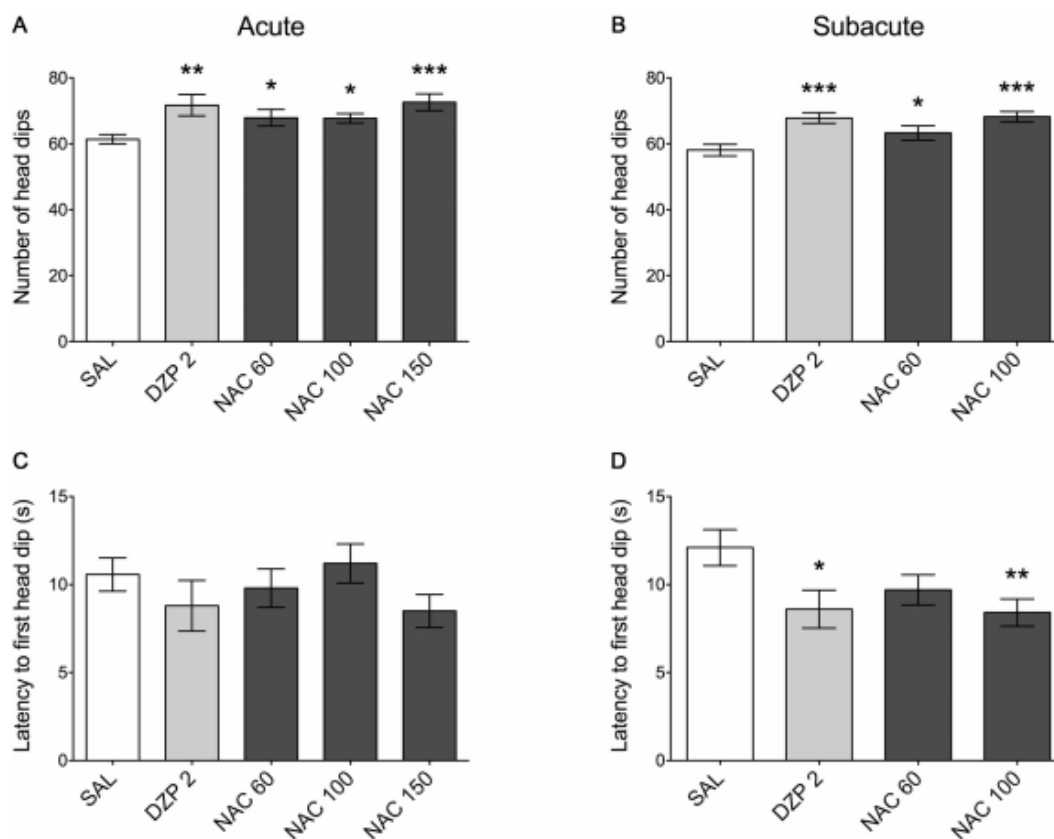 A
Acute
Number of head dips
80
60
40
20
0
** * * ***
SAL
DZP 2
NAC 60
NAC 100
NAC 150
B
Subacute
Number of head dips
80
60
40
20
0
*** * ***
SAL
DZP 2
NAC 60
NAC 100
C
Latency to first head dip (s)
15
10
5
0
SAL
DZP 2
NAC 60
NAC 100
NAC 150
D
Latency to first head dip (s)
15
10
5
0
* **
SAL
DZP 2
NAC 60
NAC 100